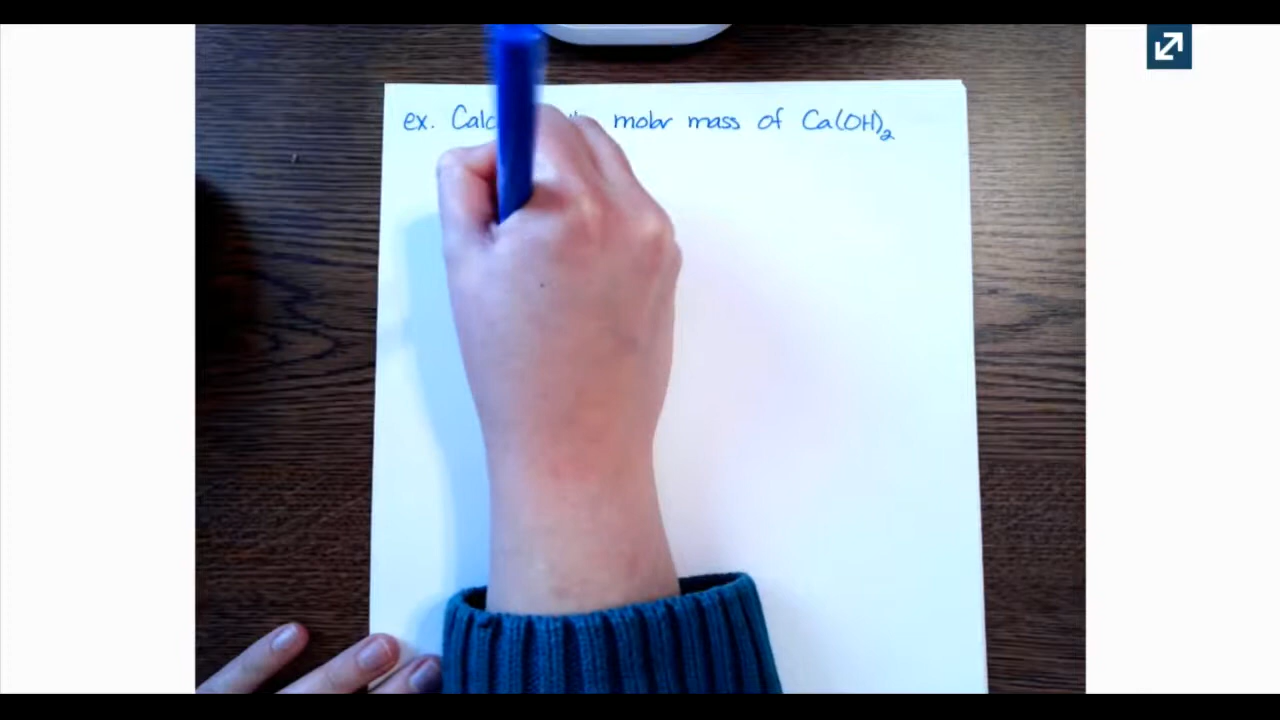 ex. Calc molar mass of Ca(OH)₂